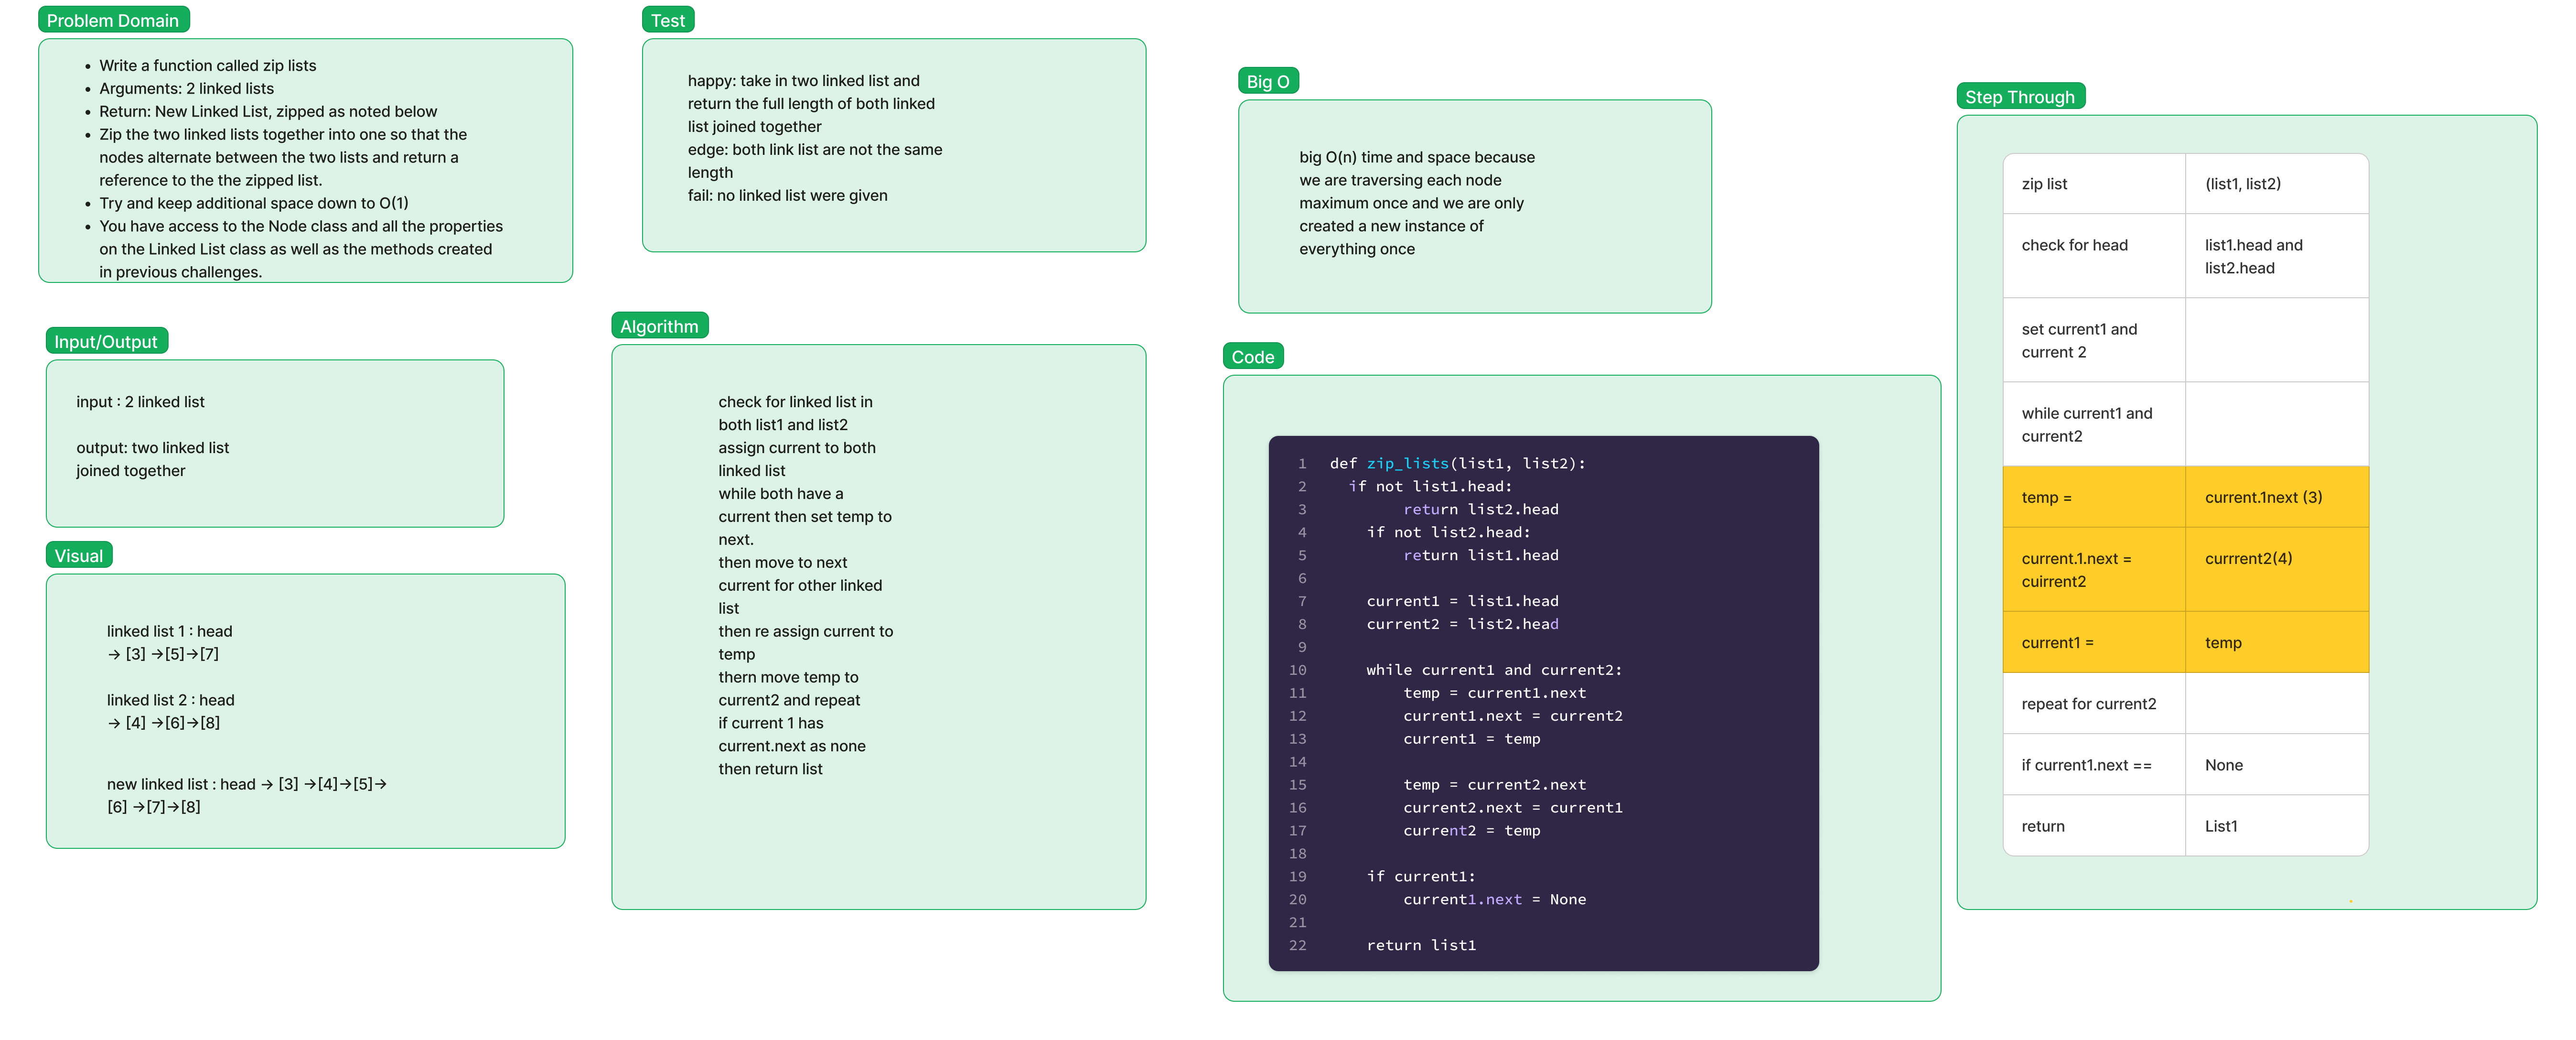 Problem Domain
• Write a function called zip lists
• Arguments: 2 linked lists
• Return: New Linked List, zipped as noted below
• Zip the two linked lists together into one so that the
nodes alternate between the two lists and return a
reference to the the zipped list.
• Try and keep additional space down to O(1)
• You have access to the Node class and all the properties
on the Linked List class as well as the methods created
in previous challenges.
Input/Output
input : 2 linked list
output: two linked list
joined together
Visual
linked list 1 : head
→ [3] →[5]→[7]
linked list 2 : head
→ [4] →[6]→[8]
new linked list : head → [3] →[4]→[5]→
[6] →[7]→[8]
Test
happy: take in two linked list and
return the full length of both linked
list joined together
edge: both link list are not the same
length
fail: no linked list were given
Algorithm
check for linked list in
both list1 and list2
assign current to both
linked list
while both have a
current then set temp to
next.
then move to next
current for other linked
list
then re assign current to
temp
thern move temp to
current2 and repeat
if current 1 has
current.next as none
then return list
Big O
big O(n) time and space because
we are traversing each node
maximum once and we are only
created a new instance of
everything once
Code
1 def zip_lists(list1, list2):
2   if not list1.head:
3         return list2.head
4     if not list2.head:
5         return list1.head
6
7     current1 = list1.head
8     current2 = list2.head
9
10     while current1 and current2:
11         temp = current1.next
12         current1.next = current2
13         current1 = temp
14
15         temp = current2.next
16         current2.next = current1
17         current2 = temp
18
19     if current1:
20         current1.next = None
21
22     return list1
Step Through
zip list (list1, list2)
check for head list1.head and
list2.head
set current1 and
current 2
while current1 and
current2
temp = current.1next (3)
current.1.next = currrent2(4)
cuirrent2
current1 = temp
repeat for current2
if current1.next == None
return List1